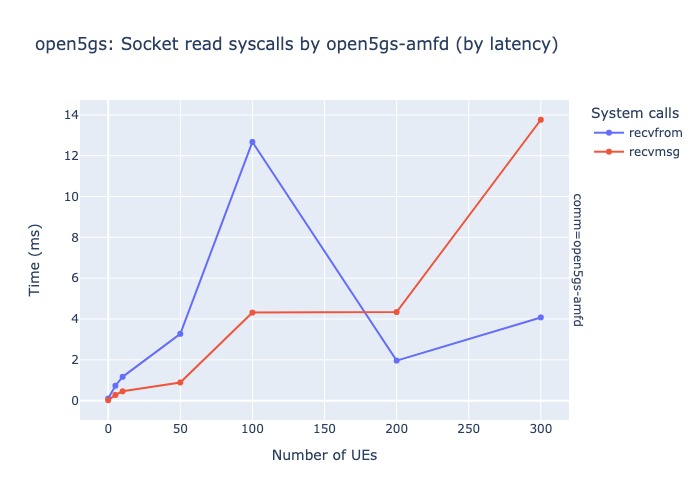 open5gs: Socket read syscalls by open5gs-amfd (by latency)
System calls
recvfrom
recvmsg
14
12
10
8
6
4
2
0
Time (ms)
comm=open5gs-amfd
0 50 100 150 200 250 300
Number of UEs